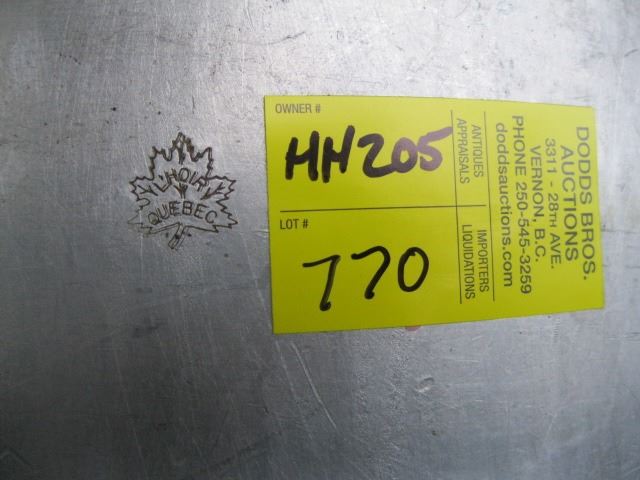 L'HOIR
QUEBEC
OWNER #
HH205
LOT #
770
ANTIQUES
APPRAISALS
IMPORTERS
LIQUIDATIONS
DODDS BROS.
AUCTIONS
3311 - 28TH AVE.
VERNON, B.C.
PHONE 250-545-3259
doddsauctions.com